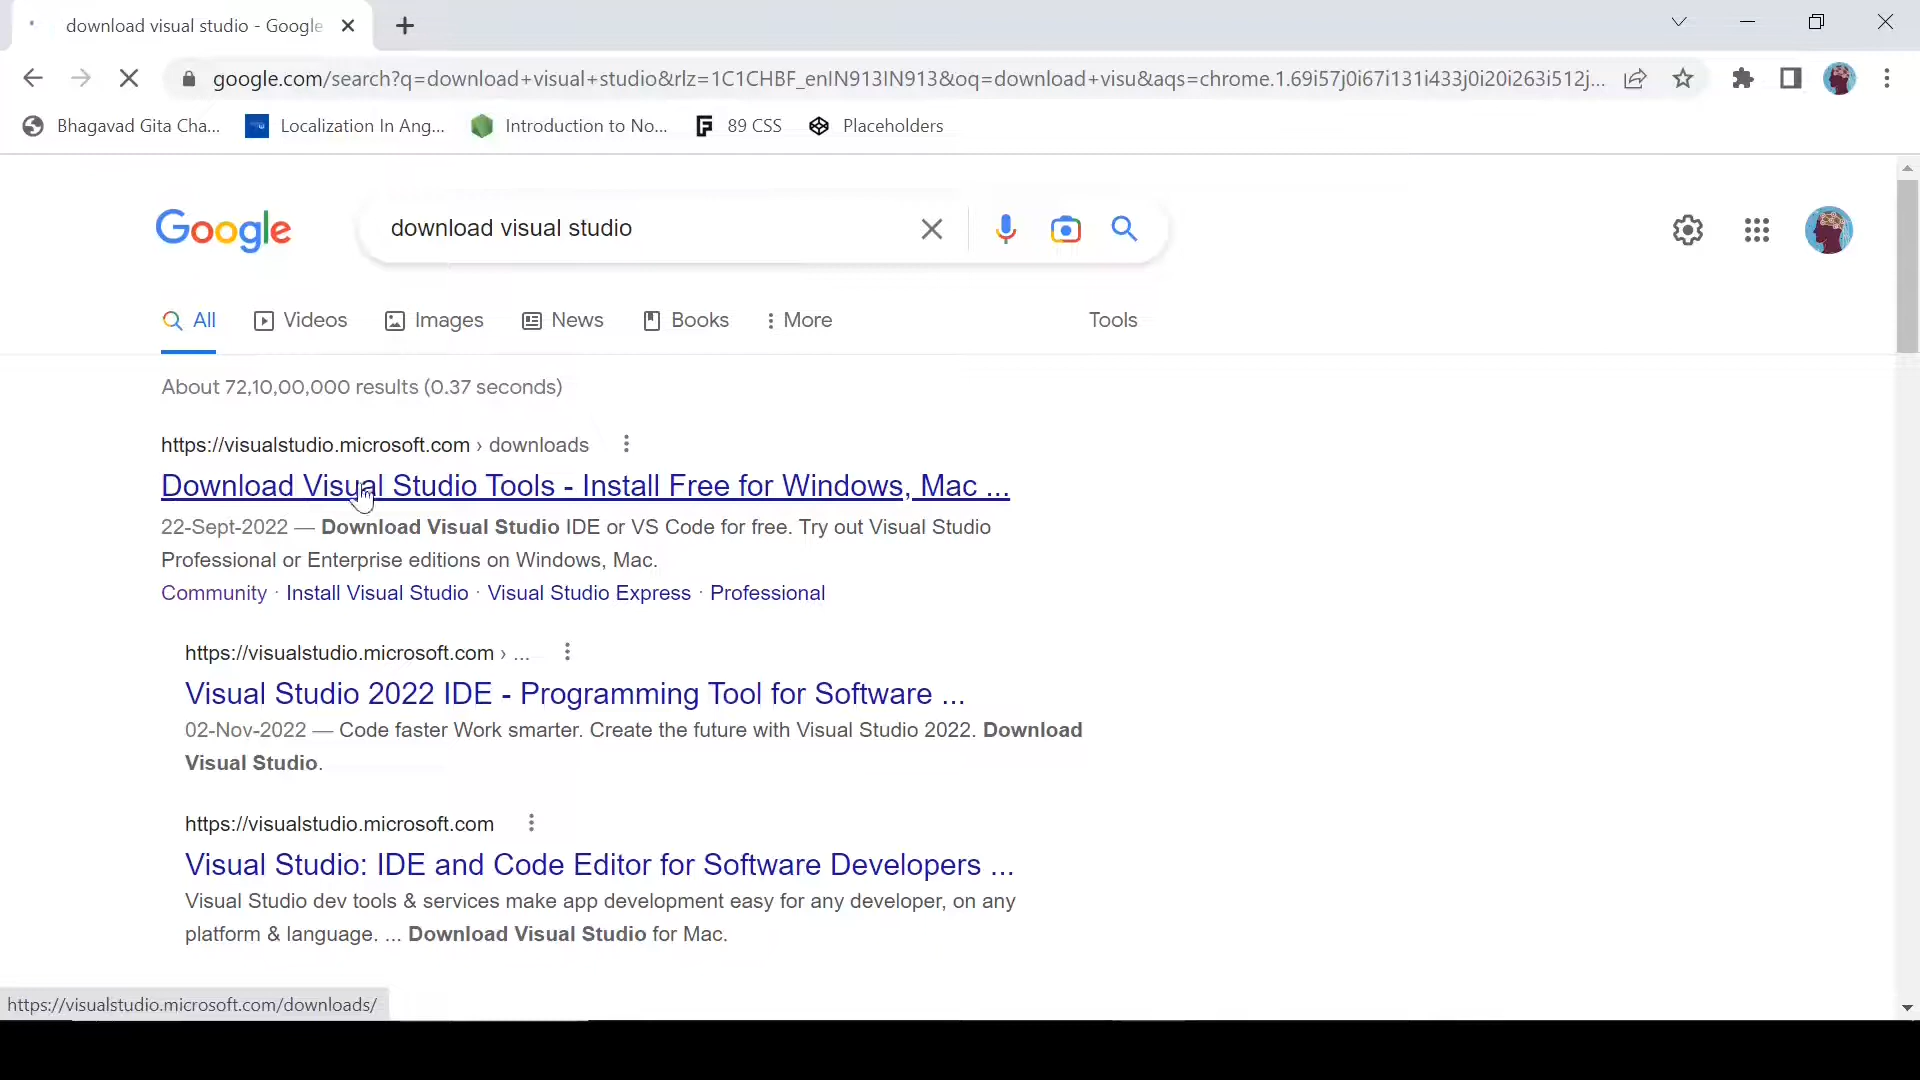 download visual studio - Google
google.com/search?q=download+visual+studio&rlz=1C1CHBF_enIN913IN913&oq=download+visu&aqs=chrome.1.69i57j0i67i131i433j0i20i263i512j...
Bhagavad Gita Cha... Localization In Ang... Introduction to No... 89 CSS Placeholders
Google download visual studio
All Videos Images News Books More Tools
About 72,10,00,000 results (0.37 seconds)
https://visualstudio.microsoft.com › downloads
Download Visual Studio Tools - Install Free for Windows, Mac ...
22-Sept-2022 — Download Visual Studio IDE or VS Code for free. Try out Visual Studio
Professional or Enterprise editions on Windows, Mac.
Community · Install Visual Studio · Visual Studio Express · Professional
https://visualstudio.microsoft.com › ...
Visual Studio 2022 IDE - Programming Tool for Software ...
02-Nov-2022 — Code faster Work smarter. Create the future with Visual Studio 2022. Download
Visual Studio.
https://visualstudio.microsoft.com
Visual Studio: IDE and Code Editor for Software Developers ...
Visual Studio dev tools & services make app development easy for any developer, on any
platform & language. ... Download Visual Studio for Mac.
https://visualstudio.microsoft.com/downloads/